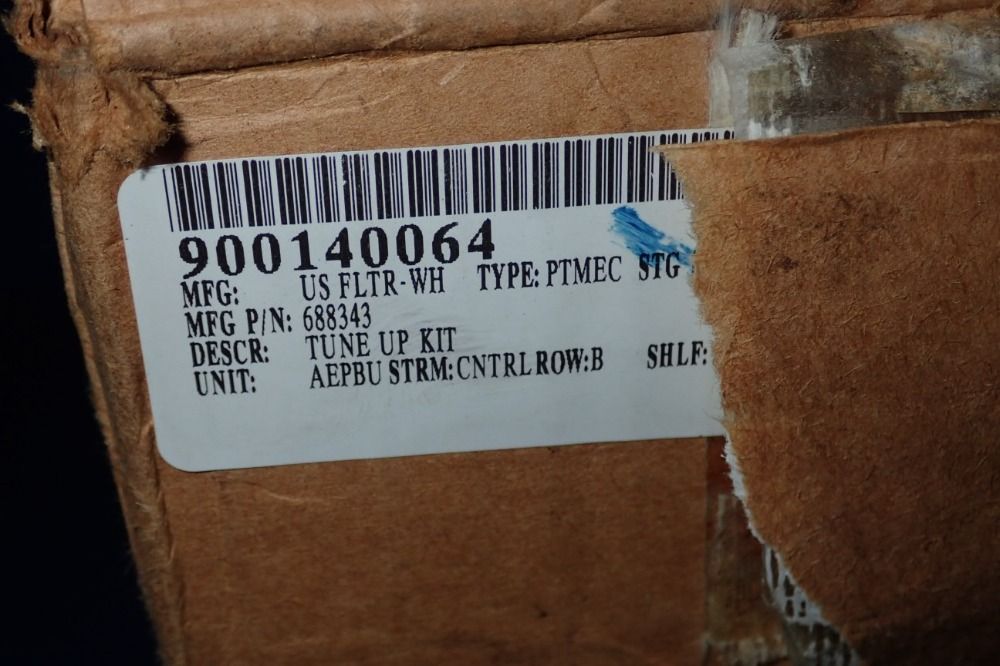 900140064
MFG: US FLTR-WH TYPE: PTMEC STG
MFG P/N: 688343
DESCR: TUNE UP KIT
UNIT: AEPBU STRM:CNTRL ROW:B SHLF: